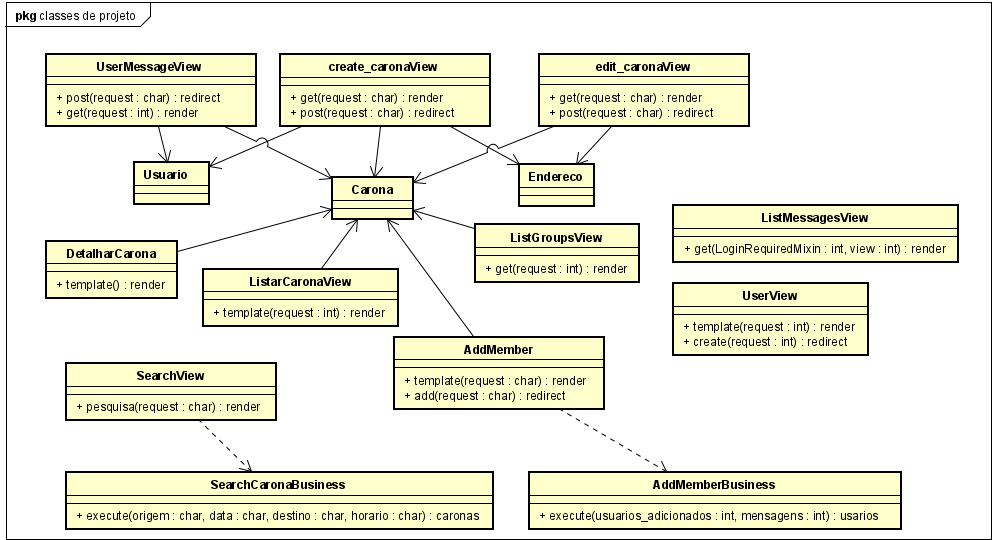 pkg classes de projeto
UserMessageView
+ post(request : char) : redirect
+ get(request : int) : render
create_caronaView
+ get(request : char) : render
+ post(request : char) : redirect
edit_caronaView
+ get(request : char) : render
+ post(request : char) : redirect
Usuario
Carona
Endereco
ListMessagesView
+ get(LoginRequiredMixin : int, view : int) : render
ListGroupsView
+ get(request : int) : render
DetalharCarona
+ template() : render
ListarCaronaView
+ template(request : int) : render
UserView
+ template(request : int) : render
+ create(request : int) : redirect
AddMember
+ template(request : char) : render
+ add(request : char) : redirect
SearchView
+ pesquisa(request : char) : render
SearchCaronaBusiness
+ execute(origem : char, data : char, destino : char, horario : char) : caronas
AddMemberBusiness
+ execute(usuarios_adicionados : int, mensagens : int) : usarios